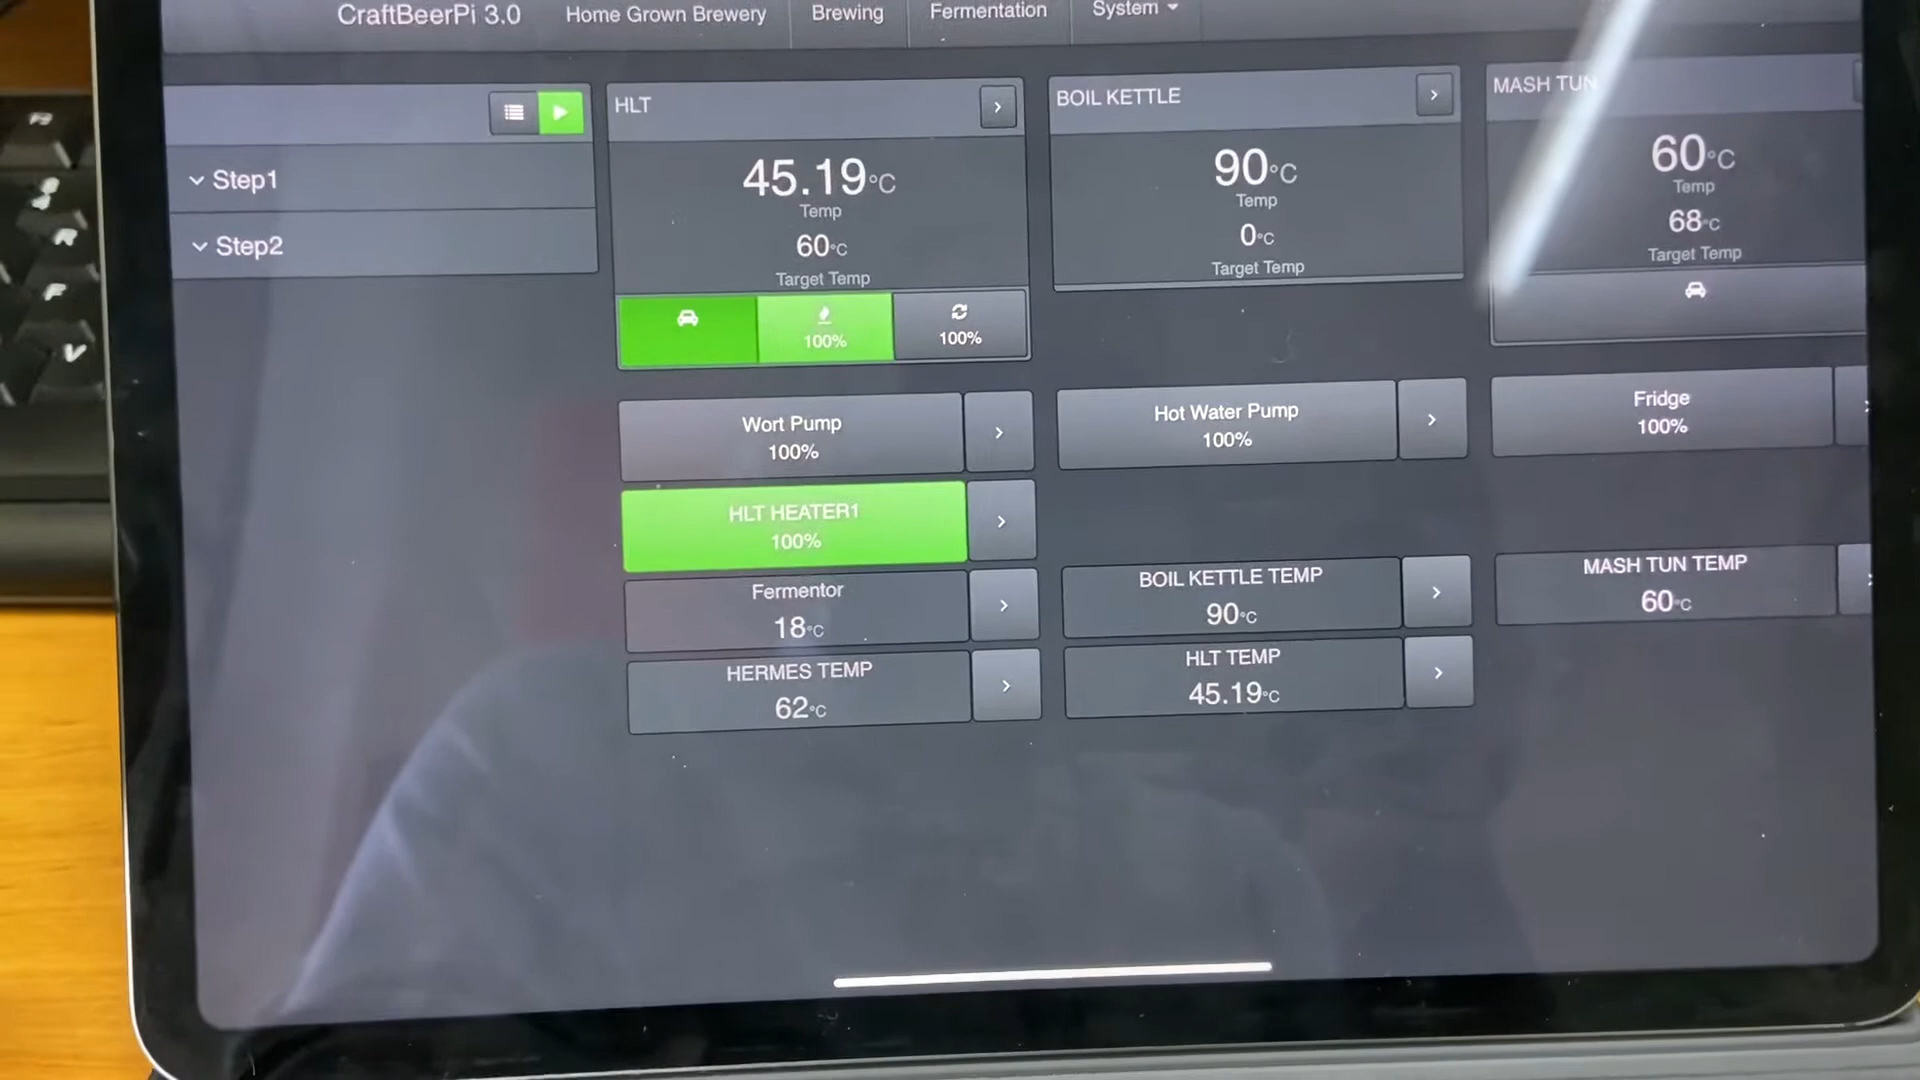 CraftBeerPi 3.0 Home Grown Brewery Brewing Fermentation System
Step1
Step2
HLT
45.19°C
Temp
60°C
Target Temp
100%
100%
BOIL KETTLE
90°C
Temp
0°C
Target Temp
MASH TUN
60°C
Temp
68°C
Target Temp
Wort Pump
100%
Hot Water Pump
100%
Fridge
100%
HLT HEATER1
100%
Fermentor
18°C
BOIL KETTLE TEMP
90°C
MASH TUN TEMP
60°C
HERMES TEMP
62°C
HLT TEMP
45.19°C
R
F
V